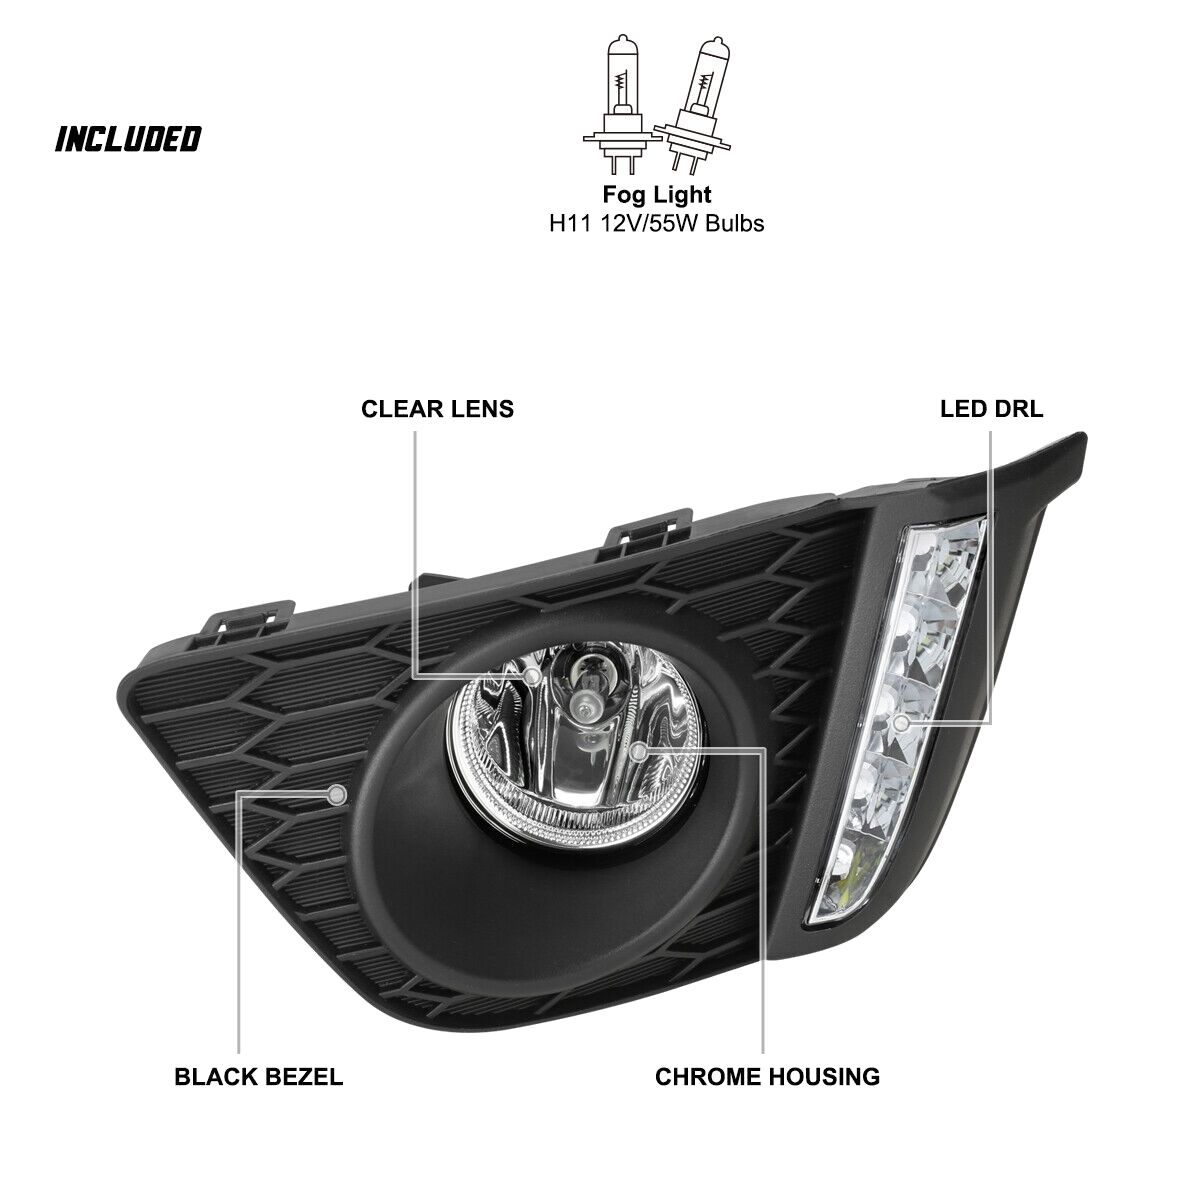 INCLUDED
Fog Light
H11 12V/55W Bulbs
CLEAR LENS
LED DRL
BLACK BEZEL
CHROME HOUSING